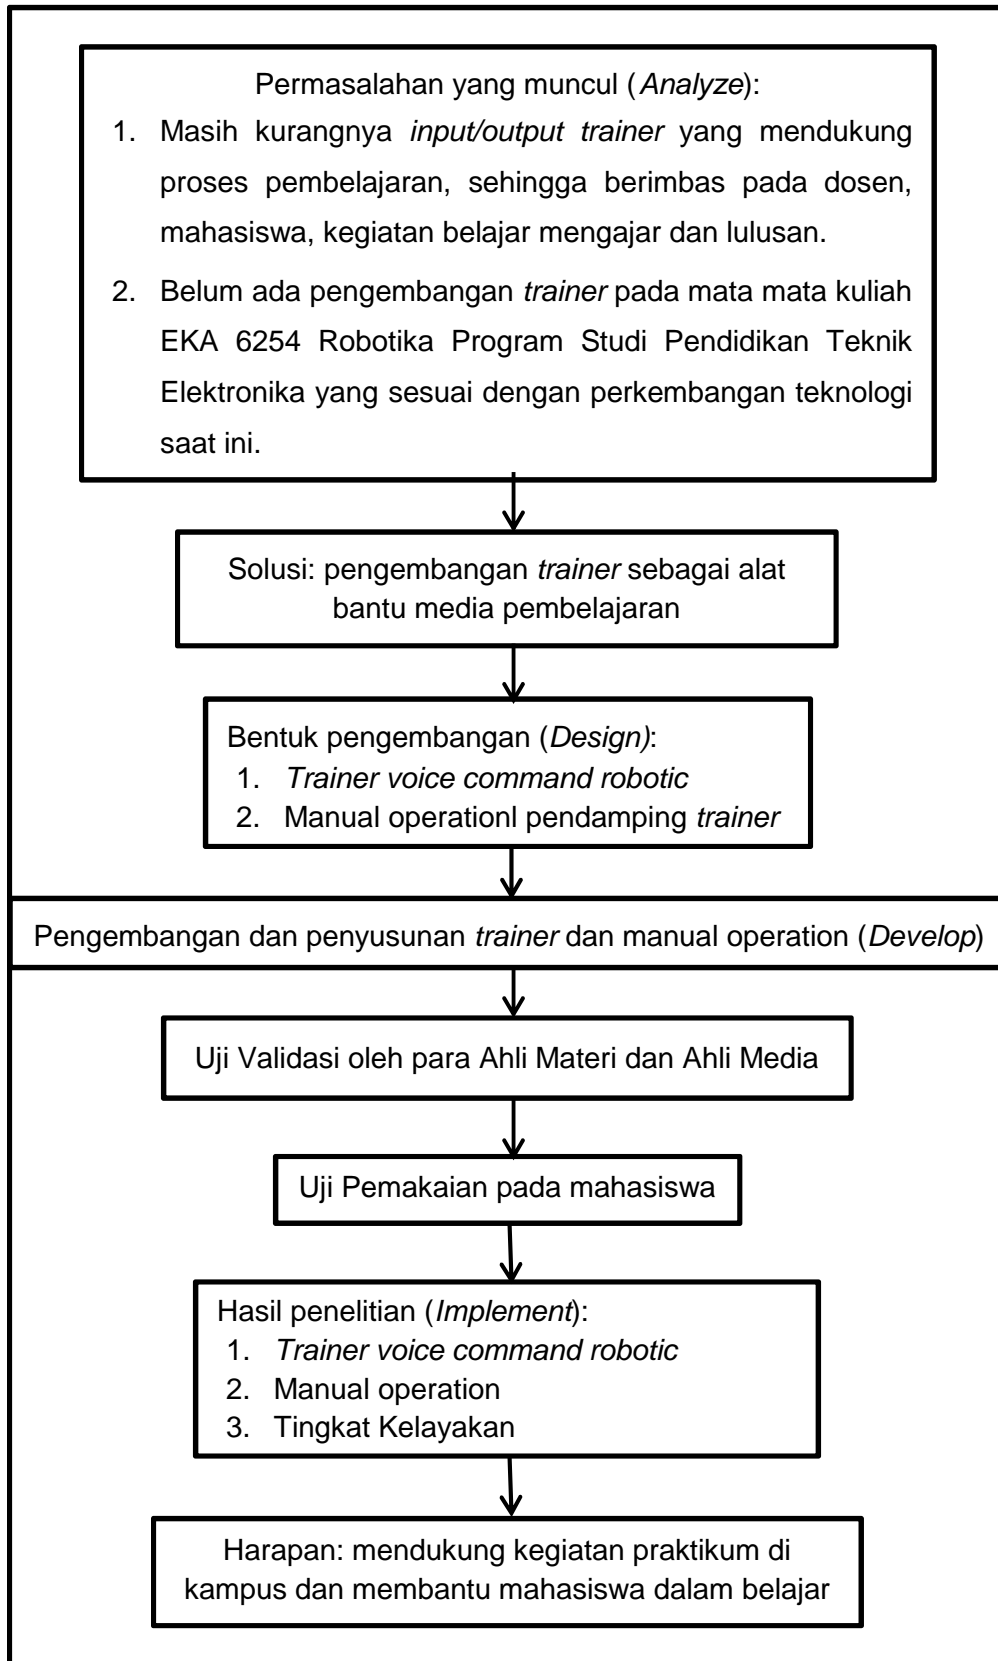 Permasalahan yang muncul (Analyze):
1. Masih kurangnya input/output trainer yang mendukung
proses pembelajaran, sehingga berimbas pada dosen,
mahasiswa, kegiatan belajar mengajar dan lulusan.
2. Belum ada pengembangan trainer pada mata mata kuliah
EKA 6254 Robotika Program Studi Pendidikan Teknik
Elektronika yang sesuai dengan perkembangan teknologi
saat ini.
Solusi: pengembangan trainer sebagai alat
bantu media pembelajaran
Bentuk pengembangan (Design):
1. Trainer voice command robotic
2. Manual operationl pendamping trainer
Pengembangan dan penyusunan trainer dan manual operation (Develop)
Uji Validasi oleh para Ahli Materi dan Ahli Media
Uji Pemakaian pada mahasiswa
Hasil penelitian (Implement):
1. Trainer voice command robotic
2. Manual operation
3. Tingkat Kelayakan
Harapan: mendukung kegiatan praktikum di
kampus dan membantu mahasiswa dalam belajar